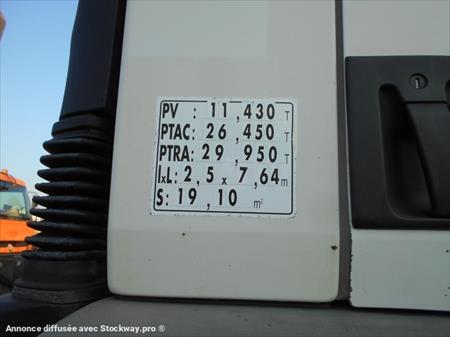 PV : 11,430 T
PTAC: 26,450 T
PTRA: 29,950 T
IxL: 2,5 x 7,64 m
S: 19,10 m²
Annonce diffusée avec Stockway.pro ®